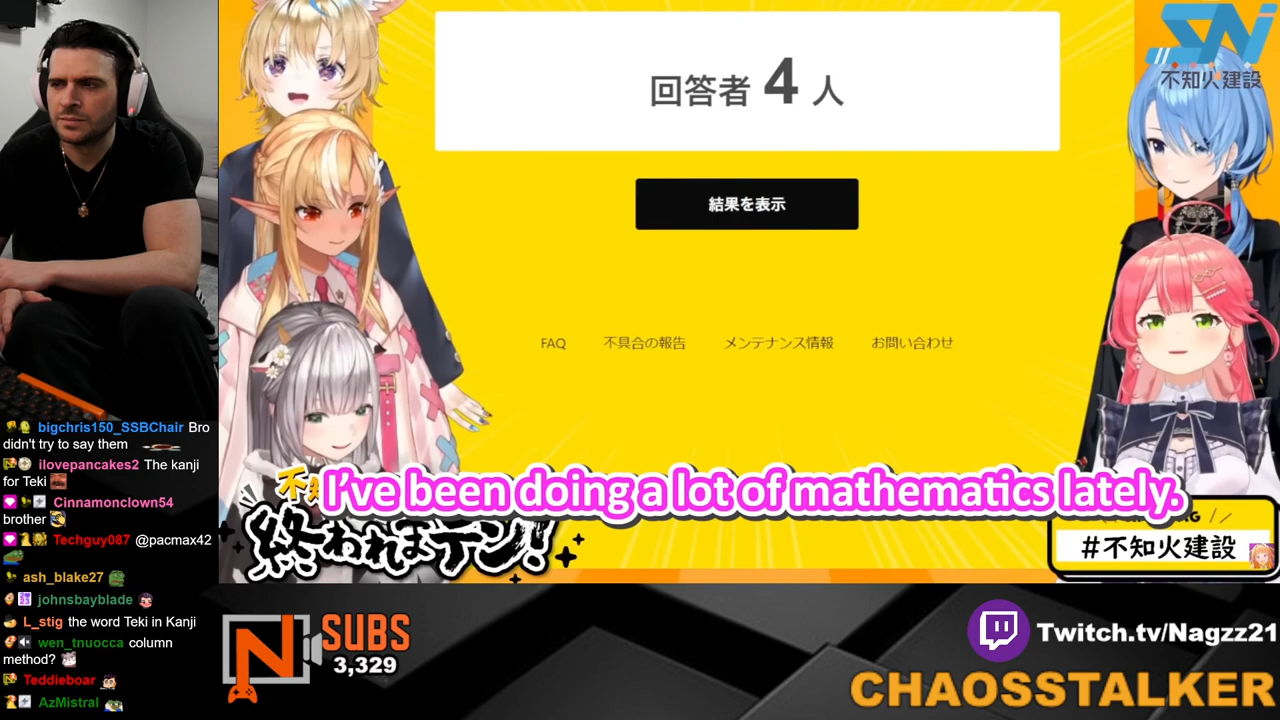 SNi
不知火建設
回答者 4 人
結果を表示
FAQ 不具合の報告 メンテナンス情報 お問い合わせ
I've been doing a lot of mathematics lately.
終われまテン!
#不知火建設
bigchris150_SSBChair Bro
didn't try to say them
ilovepancakes2 The kanji
for Teki
Cinnamonclown54
brother
Techguy087 @pacmax42
ash_blake27
johnsbayblade
L_stig the word Teki in Kanji
wen_tnuocca column
method?
Teddieboar
AzMistral
N SUBS
3,329
Twitch.tv/Nagzz21
CHAOSSTALKER